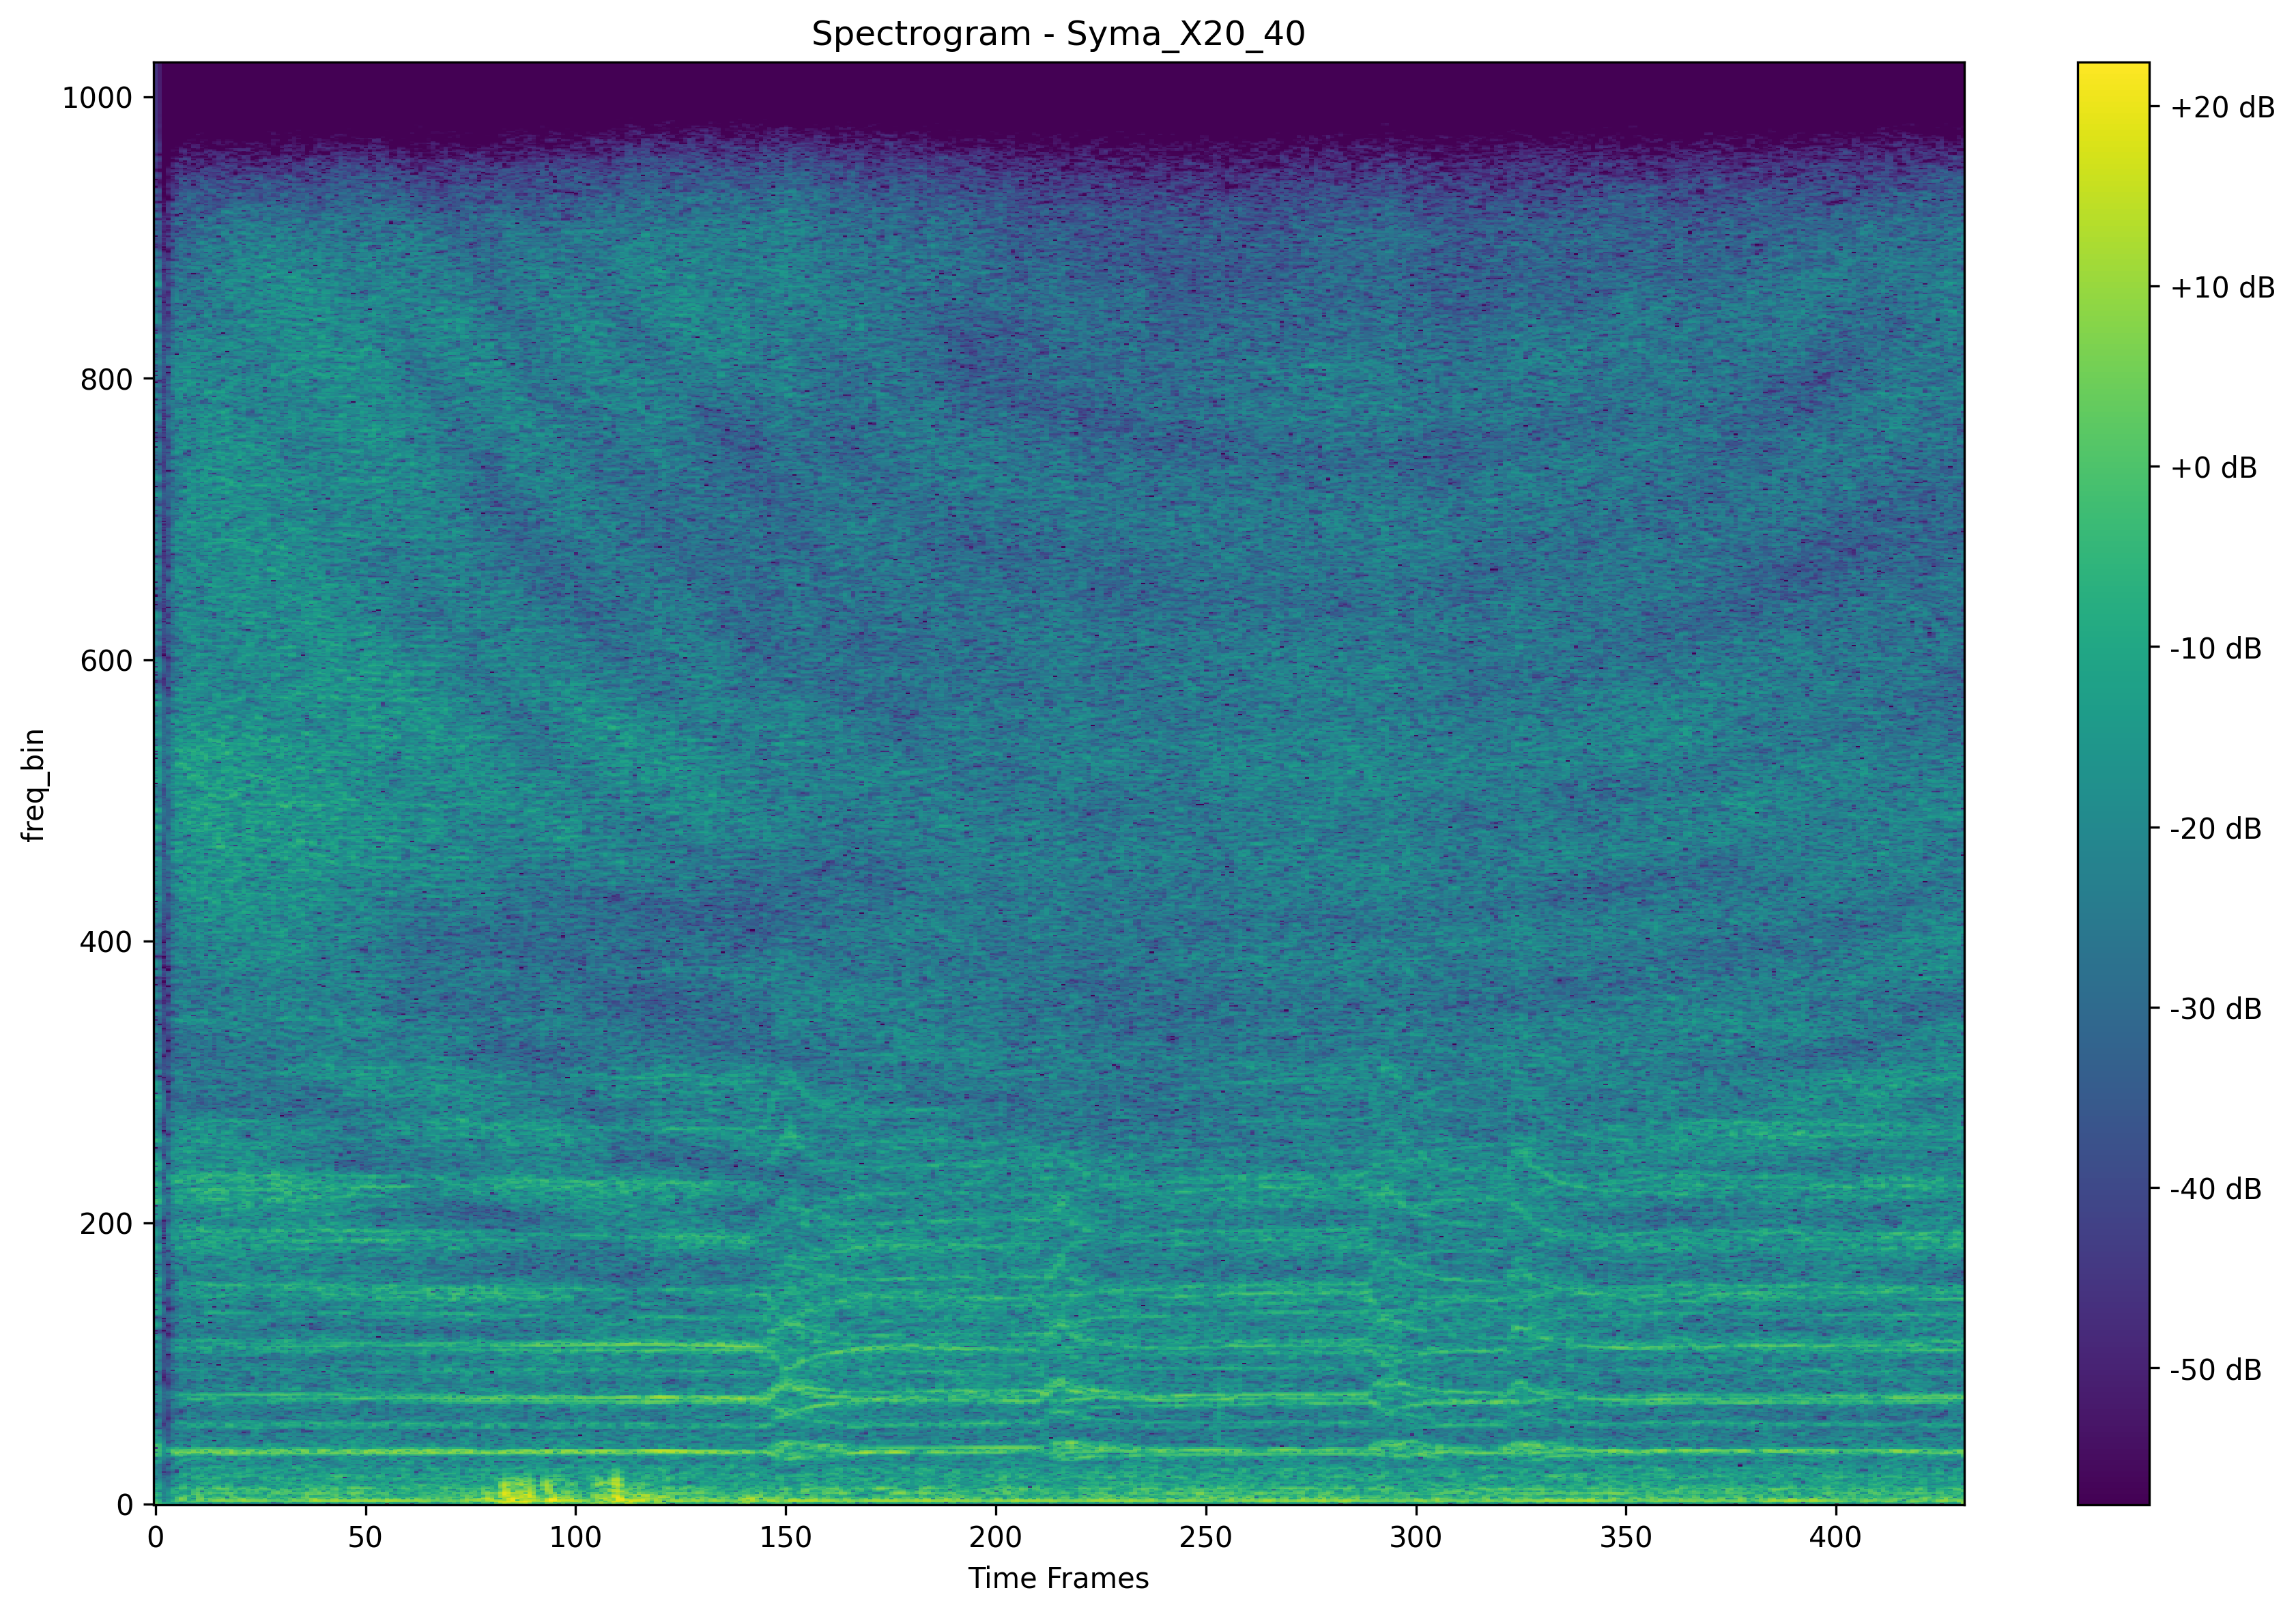 Spectrogram - Syma_X20_40
1000
800
600
400
200
0
freq_bin
0 50 100 150 200 250 300 350 400
Time Frames
+20 dB
+10 dB
+0 dB
-10 dB
-20 dB
-30 dB
-40 dB
-50 dB